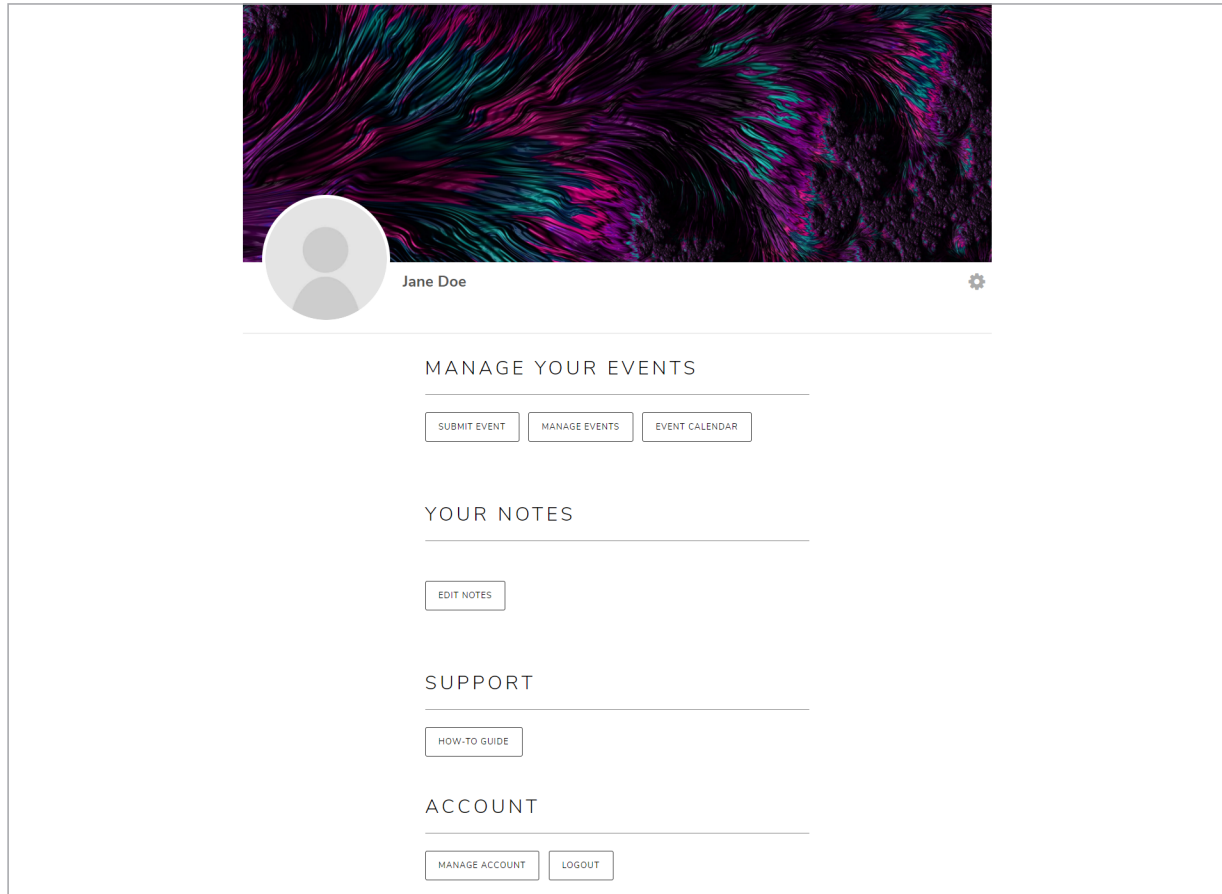 Jane Doe
MANAGE YOUR EVENTS
SUBMIT EVENT MANAGE EVENTS EVENT CALENDAR
YOUR NOTES
EDIT NOTES
SUPPORT
HOW-TO GUIDE
ACCOUNT
MANAGE ACCOUNT LOGOUT